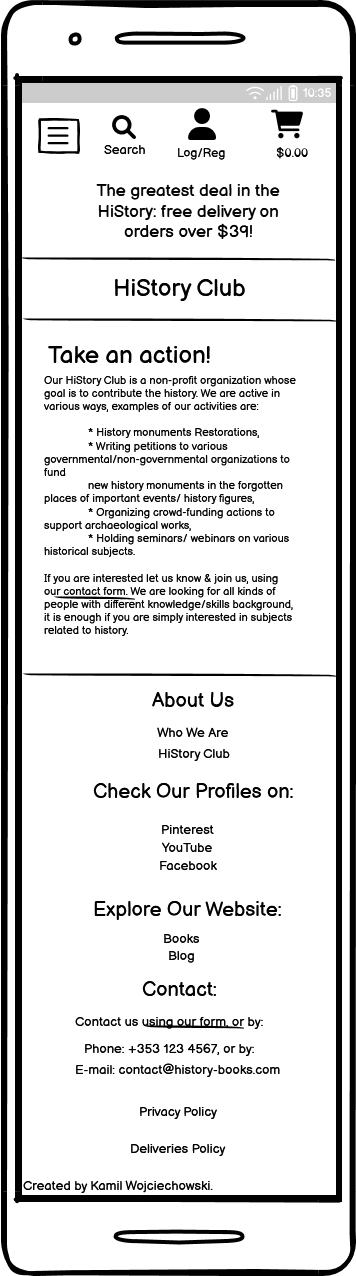 10:35
Search
Log/Reg
$0.00
The greatest deal in the
HiStory: free delivery on
orders over $39!
HiStory Club
Take an action!
Our HiStory Club is a non-profit organization whose
goal is to contribute the history. We are active in
various ways, examples of our activities are:
* History monuments Restorations,
* Writing petitions to various
governmental/non-governmental organizations to
fund
new history monuments in the forgotten
places of important events/ history figures,
* Organizing crowd-funding actions to
support archaeological works,
* Holding seminars/ webinars on various
historical subjects.
If you are interested let us know & join us, using
our contact form. We are looking for all kinds of
people with different knowledge/skills background,
it is enough if you are simply interested in subjects
related to history.
About Us
Who We Are
HiStory Club
Check Our Profiles on:
Pinterest
YouTube
Facebook
Explore Our Website:
Books
Blog
Contact:
Contact us using our form, or by:
Phone: +353 123 4567, or by:
E-mail: contact@history-books.com
Privacy Policy
Deliveries Policy
Created by Kamil Wojciechowski.